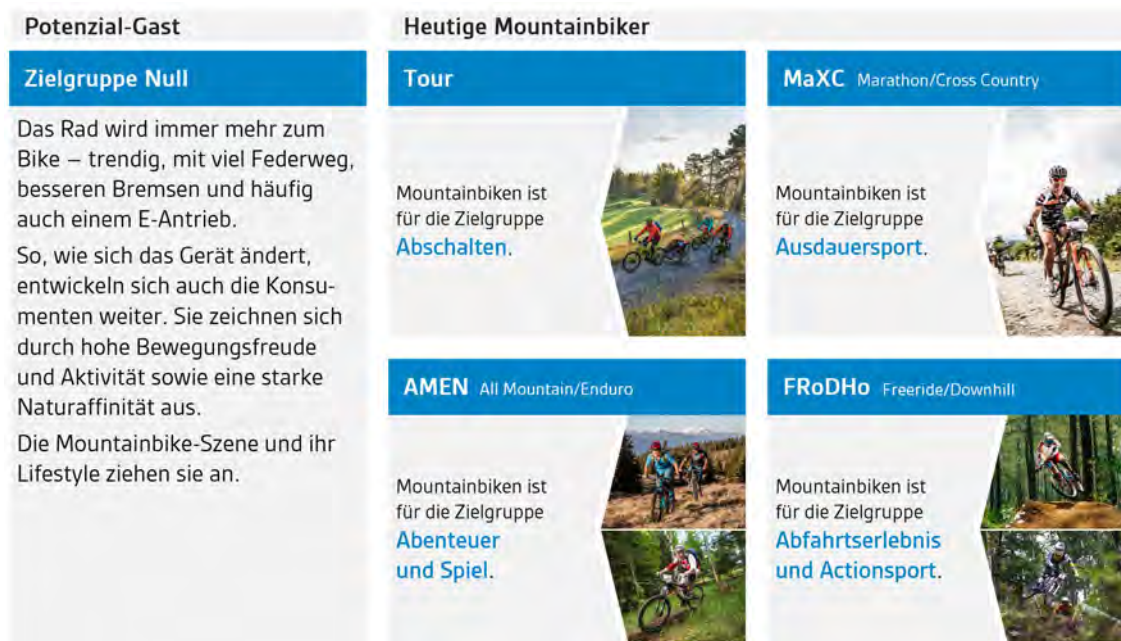 Potenzial-Gast
Zielgruppe Null
Das Rad wird immer mehr zum
Bike – trendig, mit viel Federweg,
besseren Bremsen und häufig
auch einem E-Antrieb.
So, wie sich das Gerät ändert,
entwickeln sich auch die Konsu-
menten weiter. Sie zeichnen sich
durch hohe Bewegungsfreude
und Aktivität sowie eine starke
Naturaffinität aus.
Die Mountainbike-Szene und ihr
Lifestyle ziehen sie an.
Heutige Mountainbiker
Tour
Mountainbiken ist
für die Zielgruppe
Abschalten.
MaXC Marathon/Cross Country
Mountainbiken ist
für die Zielgruppe
Ausdauersport.
AMEN All Mountain/Enduro
Mountainbiken ist
für die Zielgruppe
Abenteuer
und Spiel.
FRoDHo Freeride/Downhill
Mountainbiken ist
für die Zielgruppe
Abfahrtserlebnis
und Actionsport.